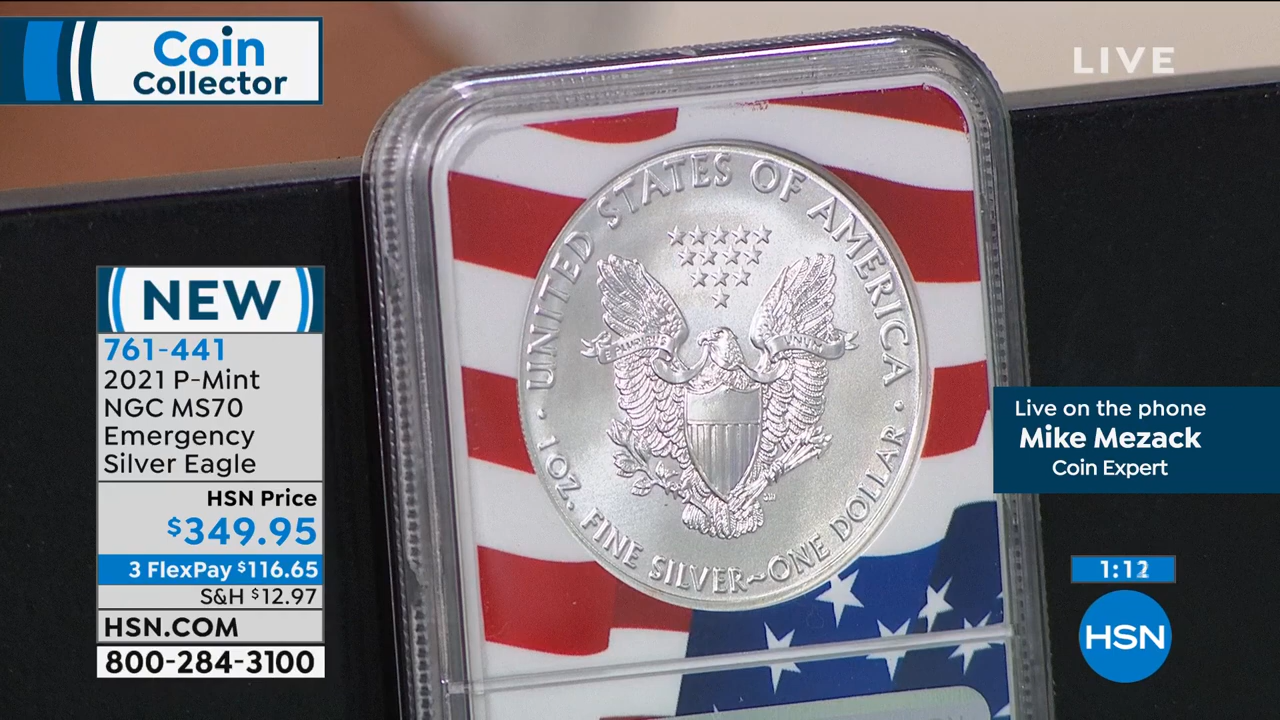 Coin
Collector
LIVE
NEW
761-441
2021 P-Mint
NGC MS70
Emergency
Silver Eagle
HSN Price
$349.95
3 FlexPay $116.65
S&H $12.97
HSN.COM
800-284-3100
UNITED STATES OF AMERICA
E PLURIBUS UNUM
· 1 OZ. FINE SILVER~ONE DOLLAR ·
Live on the phone
Mike Mezack
Coin Expert
1:12
HSN